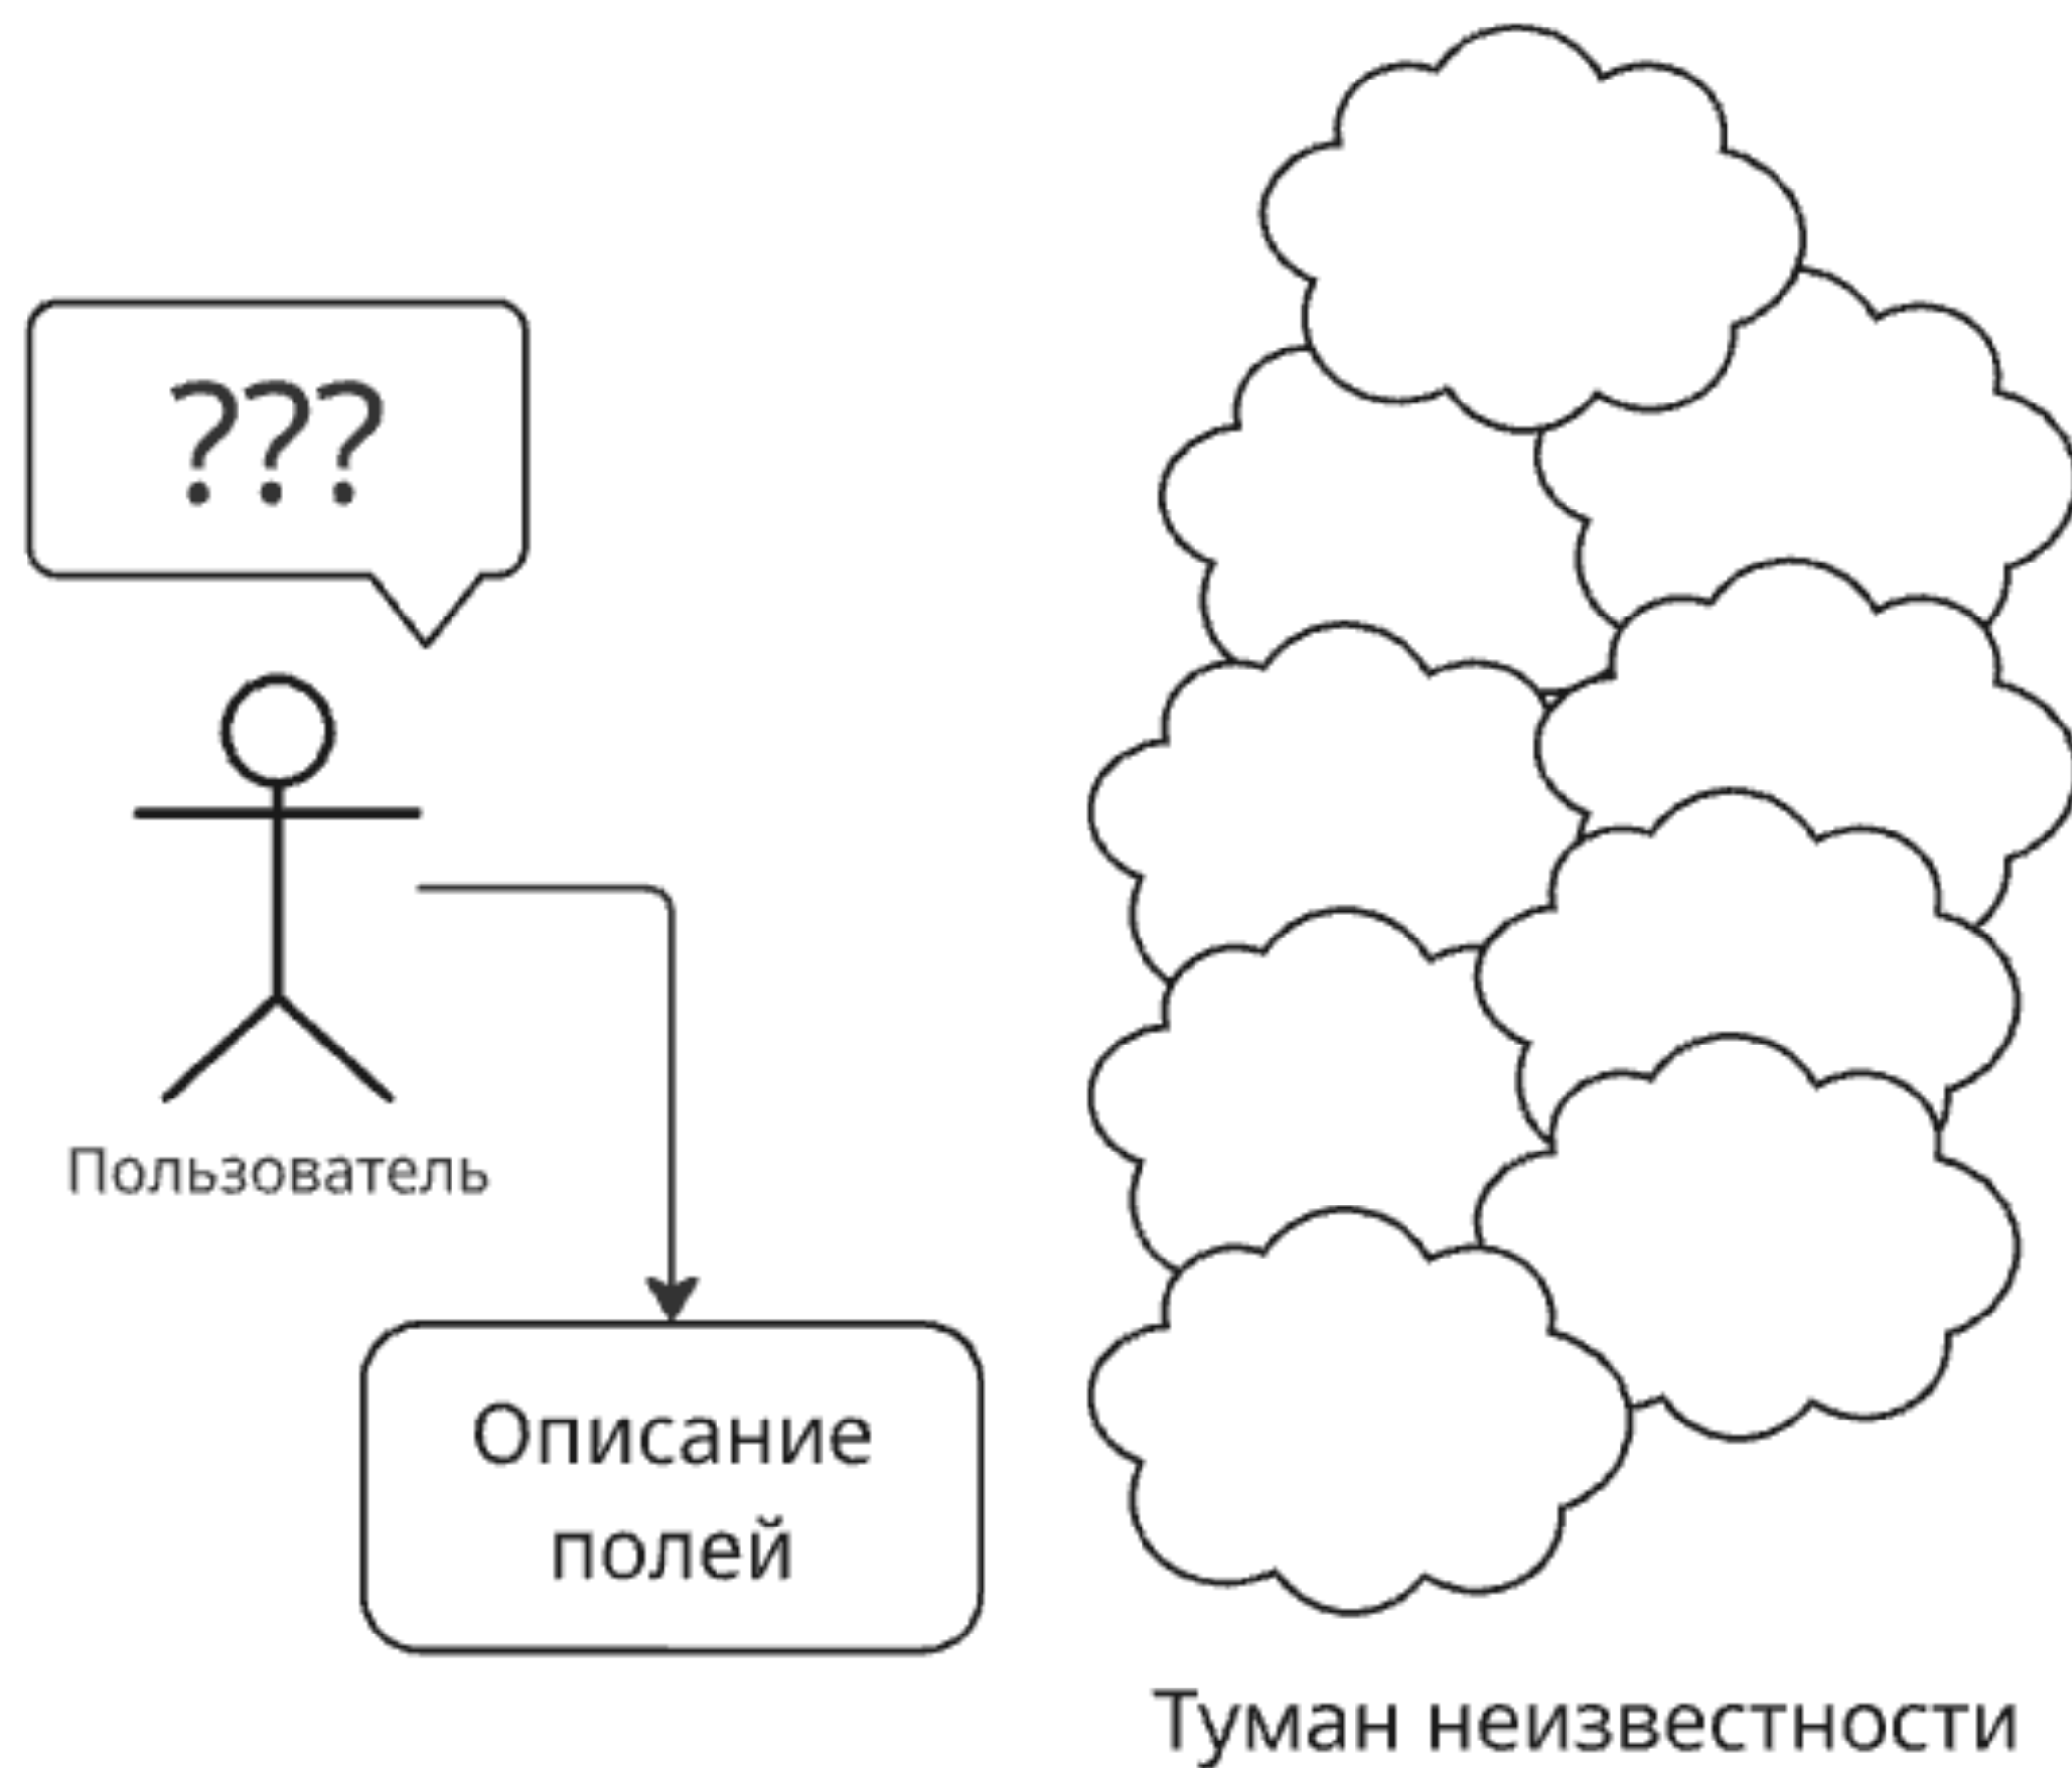 ???
Пользователь
Описание
полей
Туман неизвестности